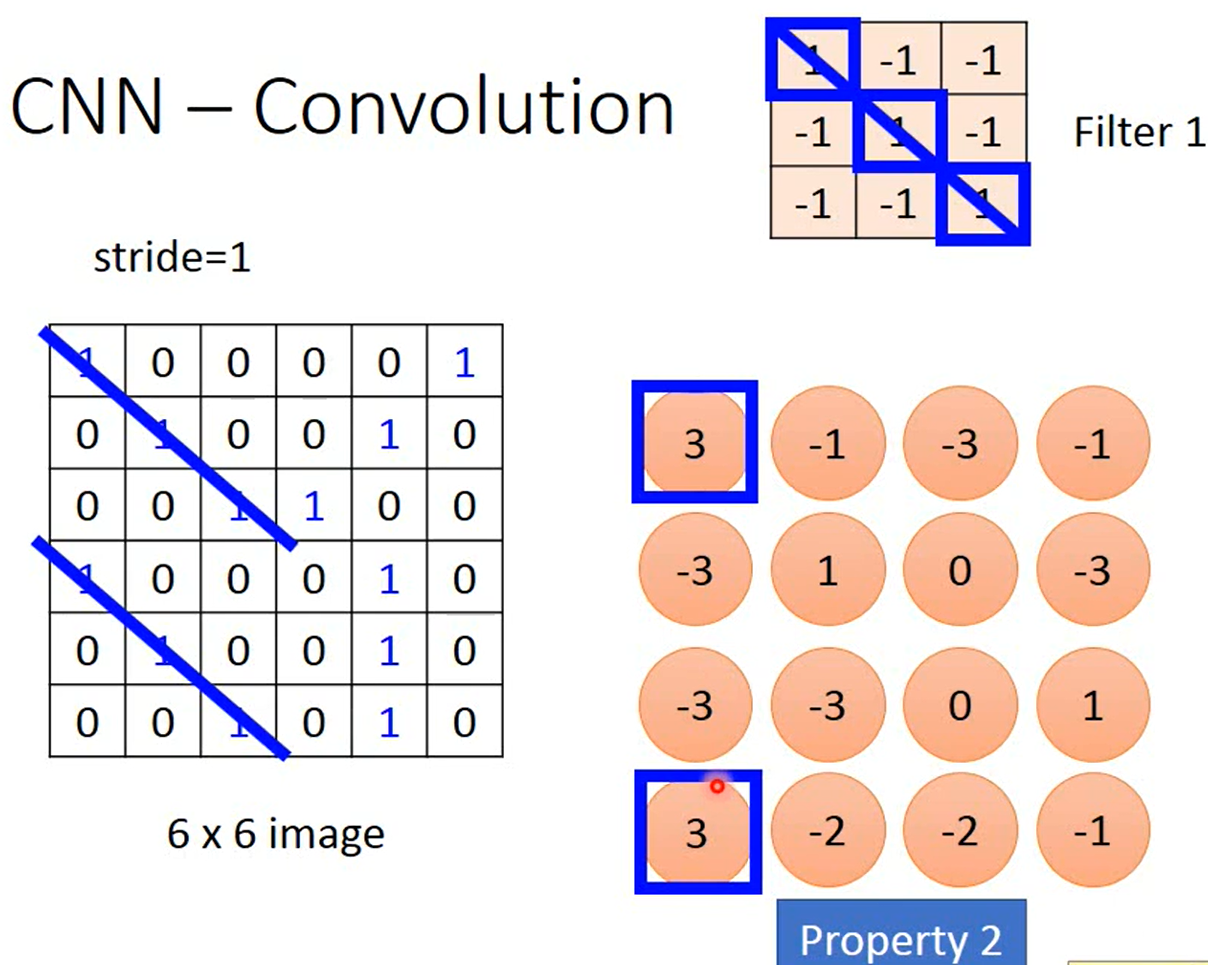 CNN – Convolution
1 -1 -1
-1 1 -1
-1 -1 1
Filter 1
stride=1
1 0 0 0 0 1
0 1 0 0 1 0
0 0 1 1 0 0
1 0 0 0 1 0
0 1 0 0 1 0
0 0 1 0 1 0
6 x 6 image
3 -1 -3 -1
-3 1 0 -3
-3 -3 0 1
3 -2 -2 -1
Property 2